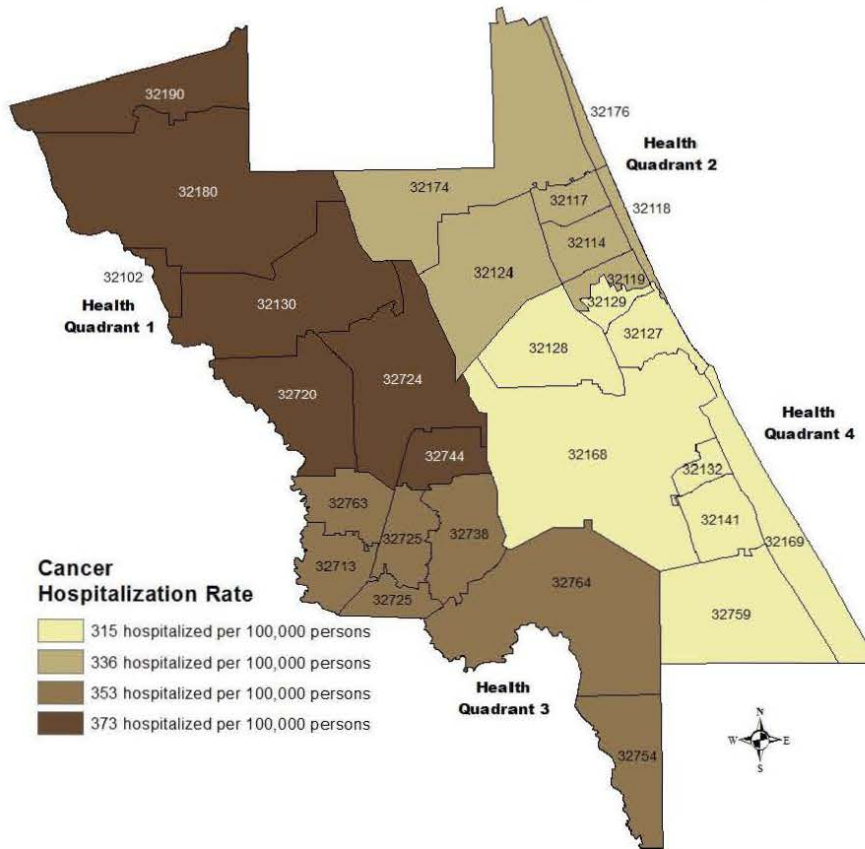 32190
32176
Health
Quadrant 2
32180
32174
32117
32118
32114
32102
32124
32119
32129
Health
Quadrant 1
32130
32127
32128
32724
32720
Health
Quadrant 4
32744
32168
32132
32763
32141
32725
32738
32169
32713
32764
Cancer
Hospitalization Rate
32725
32759
315 hospitalized per 100,000 persons
336 hospitalized per 100,000 persons
353 hospitalized per 100,000 persons
373 hospitalized per 100,000 persons
Health
Quadrant 3
N
W E
S
32754